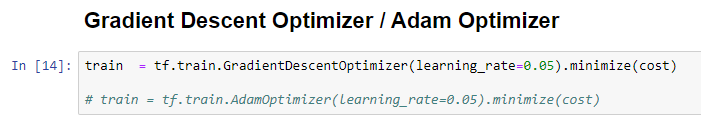 Gradient Descent Optimizer / Adam Optimizer
In [14]: train  = tf.train.GradientDescentOptimizer(learning_rate=0.05).minimize(cost)
# train = tf.train.AdamOptimizer(learning_rate=0.05).minimize(cost)